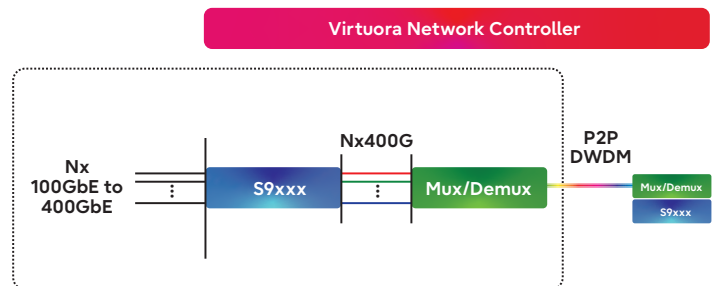 Virtuora Network Controller
Nx
100GbE to
400GbE
S9xxx
Nx400G
Mux/Demux
P2P
DWDM
Mux/Demux
S9xxx